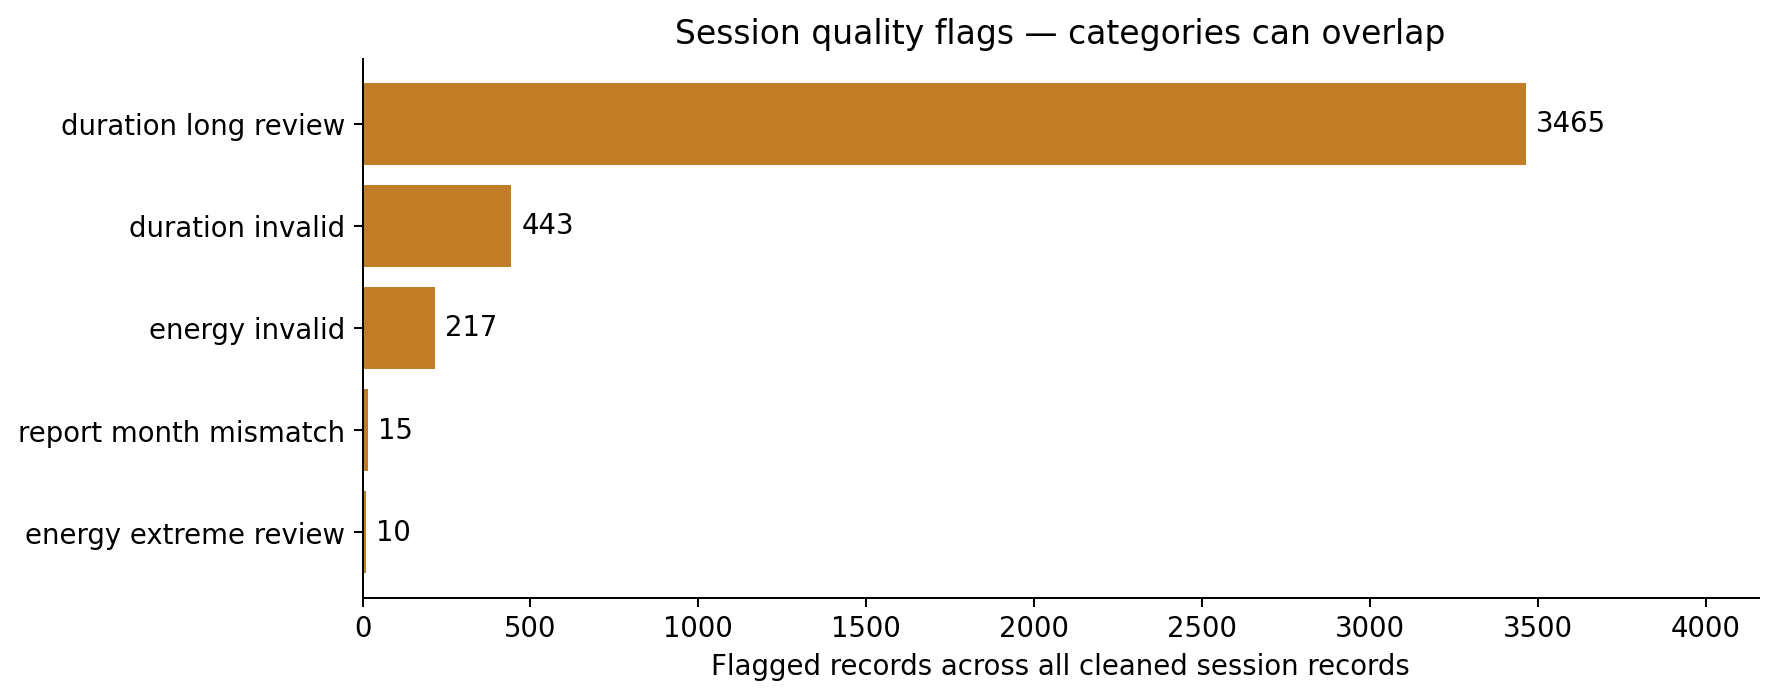 Session quality flags — categories can overlap
duration long review
3465
duration invalid
443
energy invalid
217
report month mismatch
15
energy extreme review
10
0
500
1000
1500
2000
2500
3000
3500
4000
Flagged records across all cleaned session records